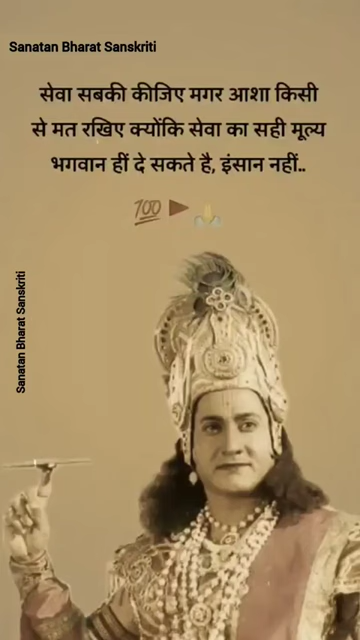 Sanatan Bharat Sanskriti
सेवा सबकी कीजिए मगर आशा किसी
से मत रखिए क्योंकि सेवा का सही मूल्य
भगवान हीं दे सकते है, इंसान नहीं..
💯 ▶ 🙏
Sanatan Bharat Sanskriti